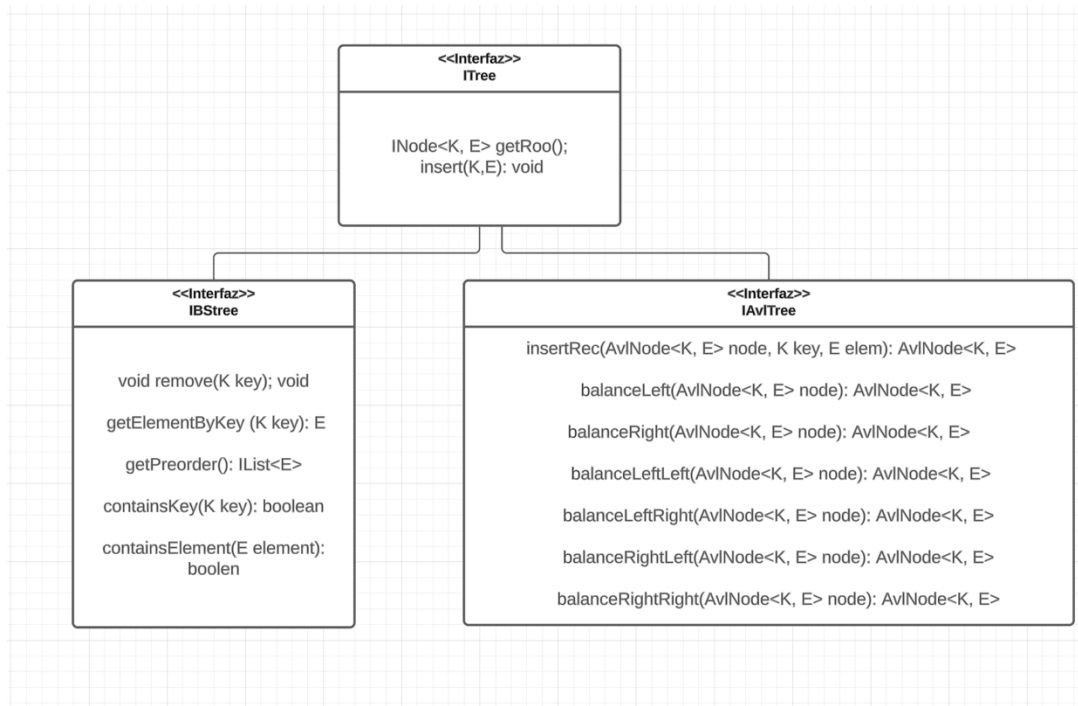 <<Interfaz>>
ITree
INode<K, E> getRoo();
insert(K,E): void
<<Interfaz>>
IBStree
void remove(K key); void
getElementByKey (K key): E
getPreorder(): IList<E>
containsKey(K key): boolean
containsElement(E element):
boolen
<<Interfaz>>
IAvlTree
insertRec(AvlNode<K, E> node, K key, E elem): AvlNode<K, E>
balanceLeft(AvlNode<K, E> node): AvlNode<K, E>
balanceRight(AvlNode<K, E> node): AvlNode<K, E>
balanceLeftLeft(AvlNode<K, E> node): AvlNode<K, E>
balanceLeftRight(AvlNode<K, E> node): AvlNode<K, E>
balanceRightLeft(AvlNode<K, E> node): AvlNode<K, E>
balanceRightRight(AvlNode<K, E> node): AvlNode<K, E>